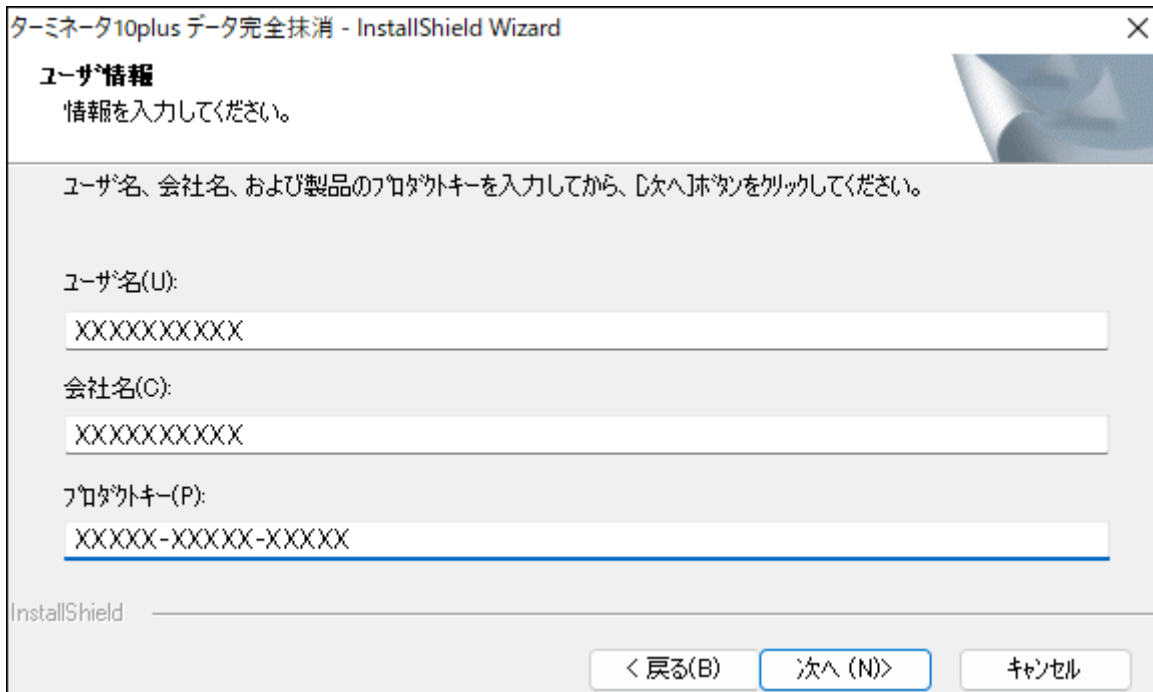 ターミネータ10plus データ完全抹消 - InstallShield Wizard
ユーザ情報
情報を入力してください。
ユーザ名、会社名、および製品のプロダクトキーを入力してから、[次へ]ボタンをクリックしてください。
ユーザ名(U):
XXXXXXXXXX
会社名(C):
XXXXXXXXXX
プロダクトキー(P):
XXXXX-XXXXX-XXXXX
InstallShield
< 戻る(B) 次へ (N)> キャンセル